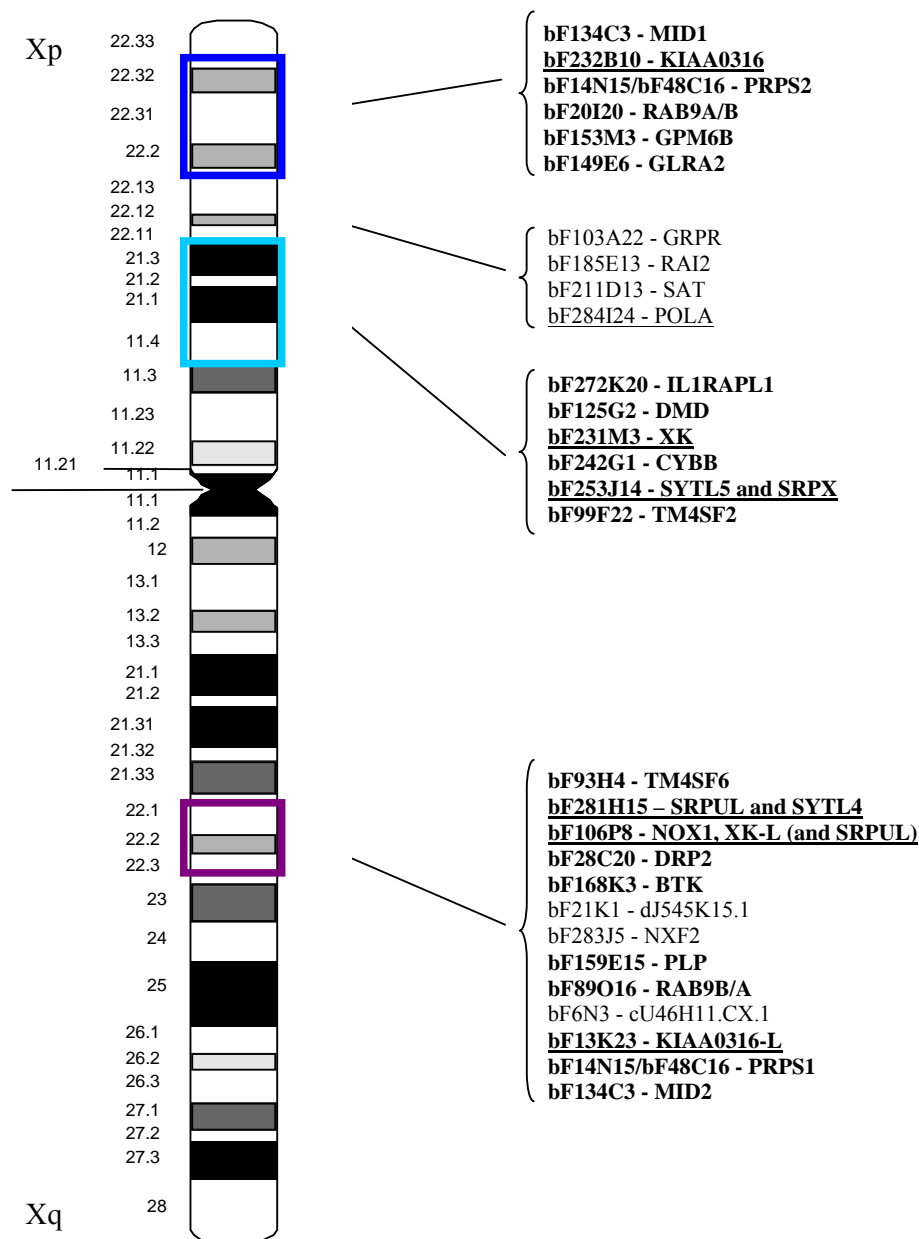 Xp
22.33
22.32
22.31
22.2
22.13
22.12
22.11
21.3
21.2
21.1
11.4
11.3
11.23
11.22
11.21
11.1
11.1
11.2
12
13.1
13.2
13.3
21.1
21.2
21.31
21.32
21.33
22.1
22.2
22.3
23
24
25
26.1
26.2
26.3
27.1
27.2
27.3
28
Xq
bF134C3 - MID1
bF232B10 - KIAA0316
bF14N15/bF48C16 - PRPS2
bF20I20 - RAB9A/B
bF153M3 - GPM6B
bF149E6 - GLRA2
bF103A22 - GRPR
bF185E13 - RAI2
bF211D13 - SAT
bF284I24 - POLA
bF272K20 - IL1RAPL1
bF125G2 - DMD
bF231M3 - XK
bF242G1 - CYBB
bF253J14 - SYTL5 and SRPX
bF99F22 - TM4SF2
bF93H4 - TM4SF6
bF281H15 – SRPUL and SYTL4
bF106P8 - NOX1, XK-L (and SRPUL)
bF28C20 - DRP2
bF168K3 - BTK
bF21K1 - dJ545K15.1
bF283J5 - NXF2
bF159E15 - PLP
bF89O16 - RAB9B/A
bF6N3 - cU46H11.CX.1
bF13K23 - KIAA0316-L
bF14N15/bF48C16 - PRPS1
bF134C3 - MID2